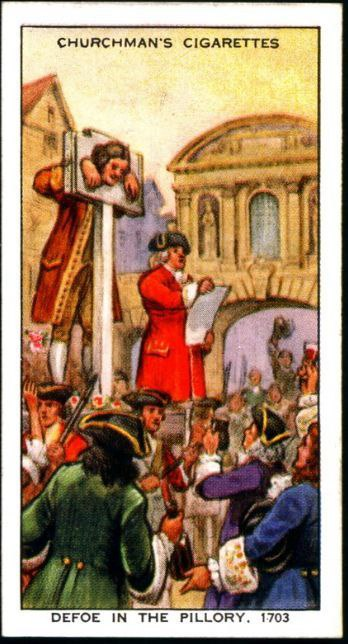 CHURCHMAN'S CIGARETTES
DEFOE IN THE PILLORY. 1703